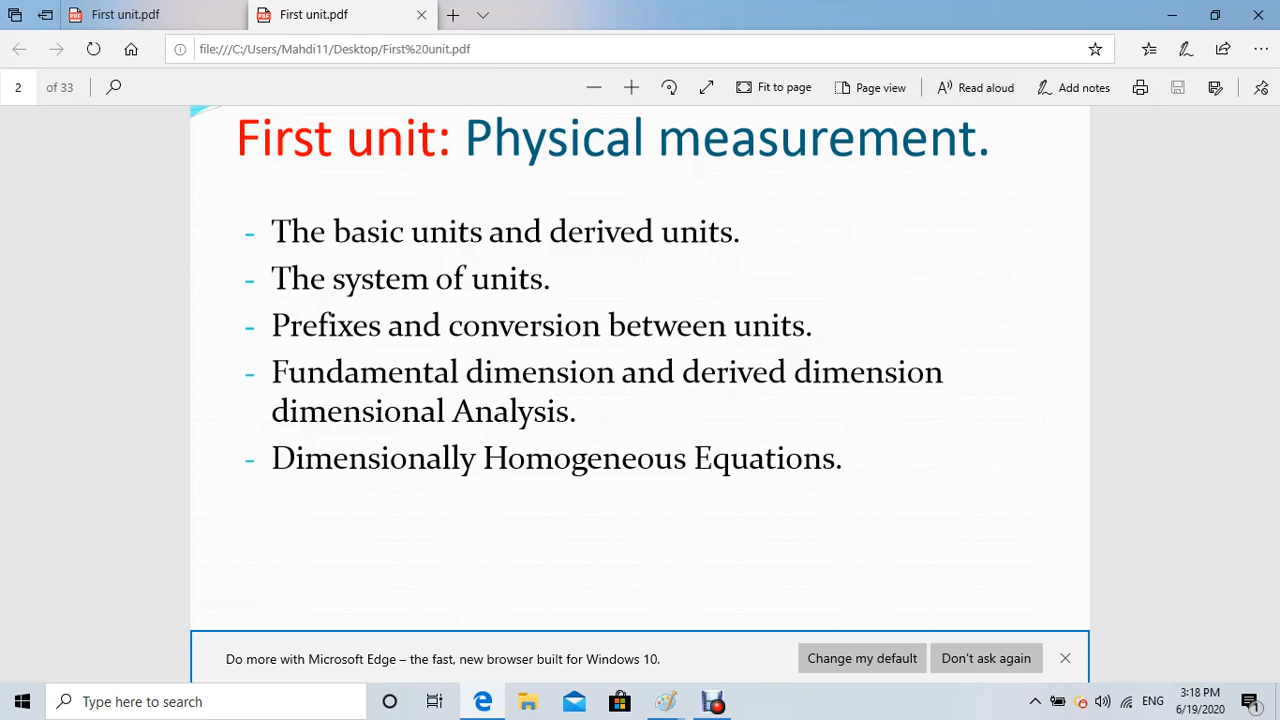 First unit.pdf
First unit.pdf
file:///C:/Users/Mahdi11/Desktop/First%20unit.pdf
2 of 33
Fit to page
Page view
Read aloud
Add notes
First unit: Physical measurement.
- The basic units and derived units.
- The system of units.
- Prefixes and conversion between units.
- Fundamental dimension and derived dimension
dimensional Analysis.
- Dimensionally Homogeneous Equations.
Do more with Microsoft Edge – the fast, new browser built for Windows 10.
Change my default
Don't ask again
Type here to search
ENG
3:18 PM
6/19/2020
1